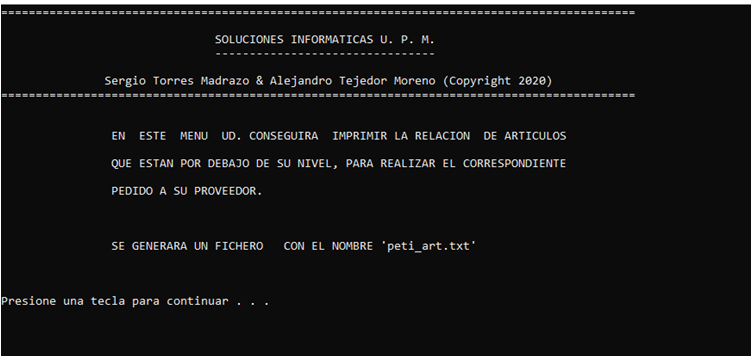 ==============================================================================================
SOLUCIONES INFORMATICAS U. P. M.
--------------------------------
Sergio Torres Madrazo & Alejandro Tejedor Moreno (Copyright 2020)
==============================================================================================
EN ESTE MENU UD. CONSEGUIRA IMPRIMIR LA RELACION DE ARTICULOS
QUE ESTAN POR DEBAJO DE SU NIVEL, PARA REALIZAR EL CORRESPONDIENTE
PEDIDO A SU PROVEEDOR.
SE GENERARA UN FICHERO CON EL NOMBRE 'peti_art.txt'
Presione una tecla para continuar . . .